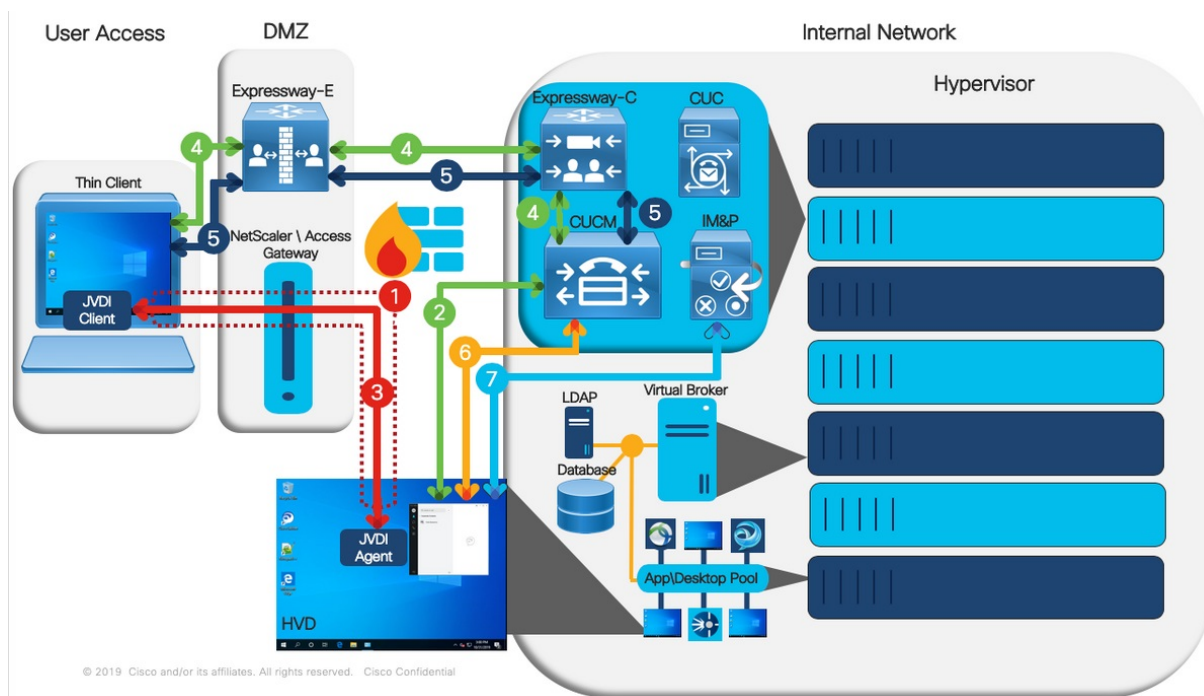 User Access
DMZ
Internal Network
Expressway-E
Expressway-C
CUC
Hypervisor
4
4
5
Thin Client
4
5
CUCM
IM&P
5
NetScaler \ Access
Gateway
1
JVDI
Client
2
6
7
3
LDAP
Virtual Broker
Database
JVDI
Agent
App\Desktop Pool
HVD
© 2019 Cisco and/or its affiliates. All rights reserved. Cisco Confidential